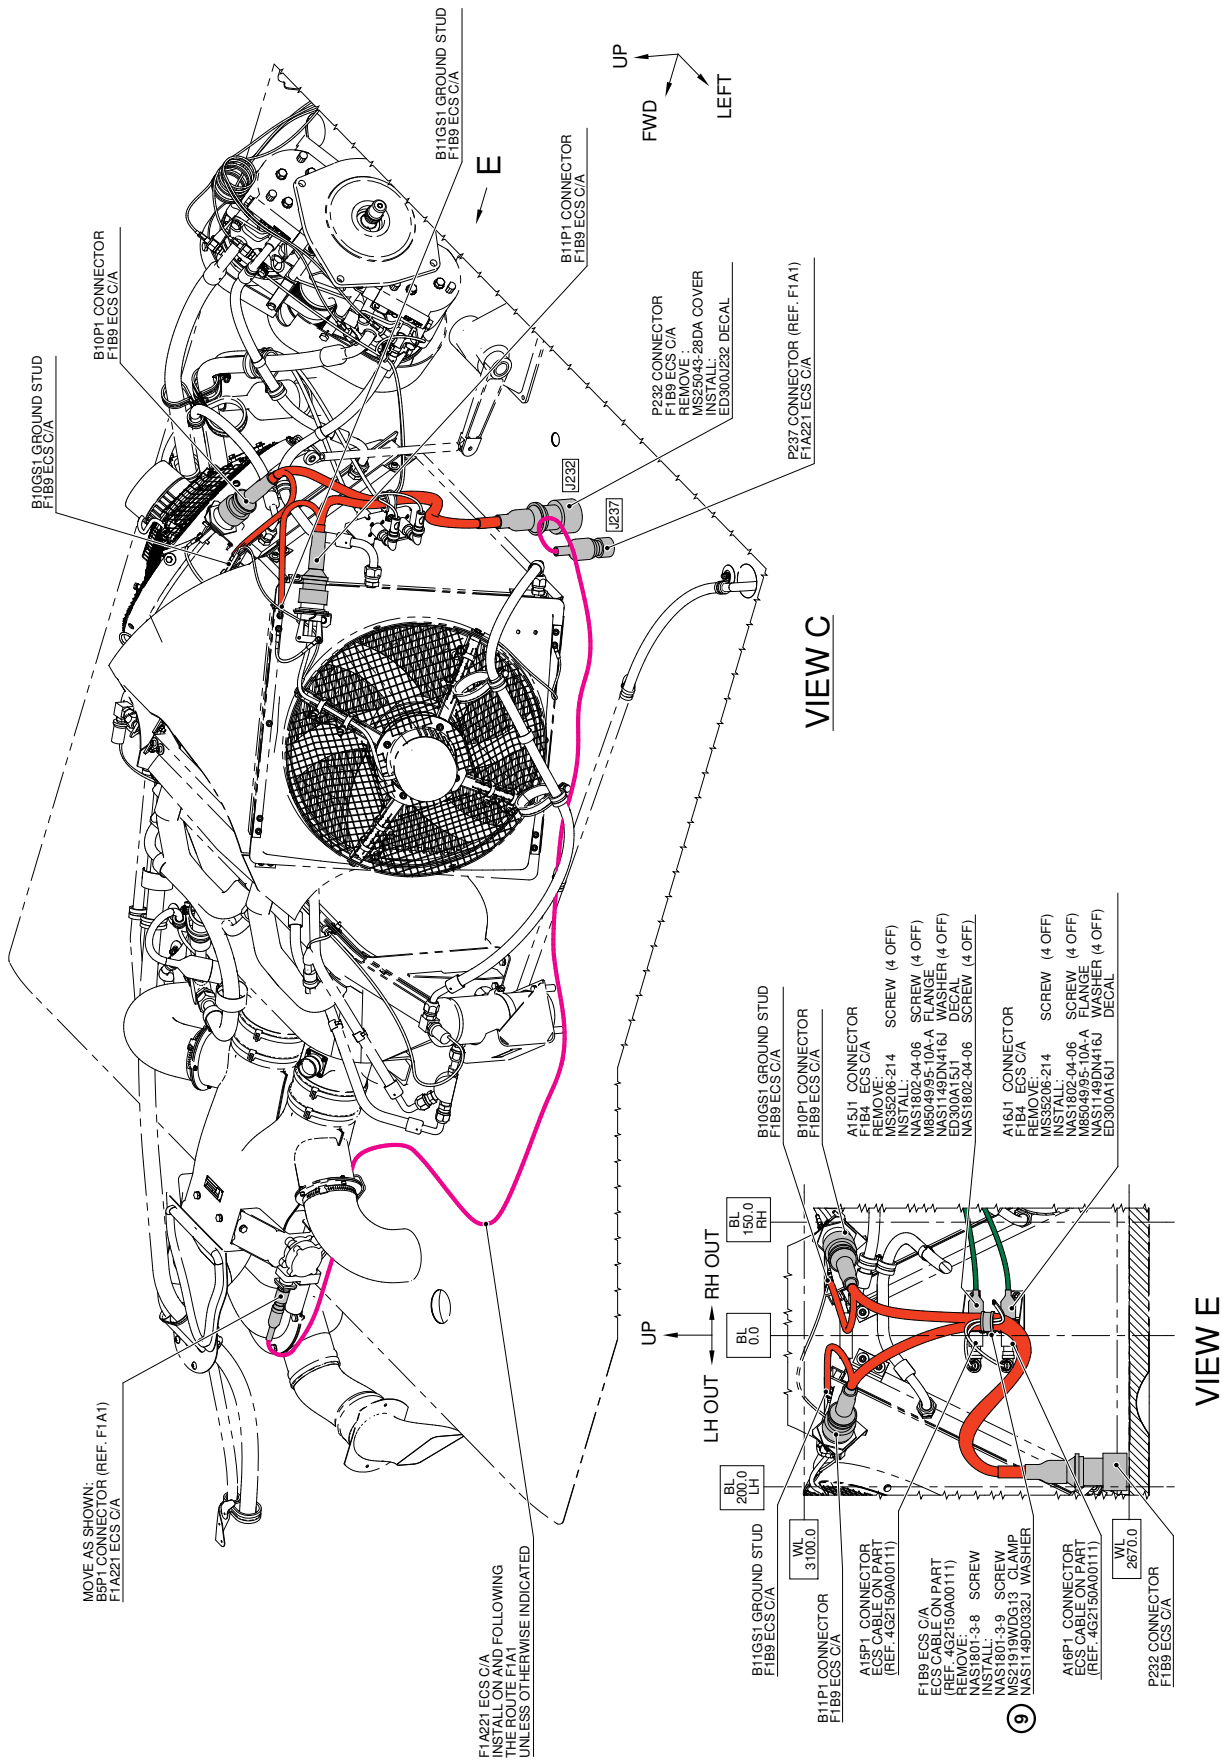 B10GS1 GROUND STUD
F1B9 ECS C/A
B10P1 CONNECTOR
F1B9 ECS C/A
B11GS1 GROUND STUD
F1B9 ECS C/A
E
B11P1 CONNECTOR
F1B9 ECS C/A
P232 CONNECTOR
F1B9 ECS C/A
REMOVE :
MS25043-28DA COVER
INSTALL:
ED300J232 DECAL
P237 CONNECTOR (REF. F1A1)
F1A221 ECS C/A
J232
J237
UP
FWD
LEFT
MOVE AS SHOWN:
B5P1 CONNECTOR (REF. F1A1)
F1A221 ECS C/A
F1A221 ECS C/A
INSTALL ON AND FOLLOWING
THE ROUTE F1A1
UNLESS OTHERWISE INDICATED
VIEW C
UP
LH OUT
RH OUT
BL
200.0
LH
BL
0.0
BL
150.0
RH
WL
3100.0
WL
2670.0
B11GS1 GROUND STUD
F1B9 ECS C/A
B11P1 CONNECTOR
F1B9 ECS C/A
A15P1 CONNECTOR
ECS CABLE ON PART
(REF. 4G2150A00111)
F1B9 ECS C/A
ECS CABLE ON PART
(REF. 4G2150A00111)
REMOVE:
NAS1801-3-8 SCREW
INSTALL:
NAS1801-3-9 SCREW
MS21919WDG13 CLAMP
NAS1149D0332J WASHER
9
A16P1 CONNECTOR
ECS CABLE ON PART
(REF. 4G2150A00111)
P232 CONNECTOR
F1B9 ECS C/A
B10GS1 GROUND STUD
F1B9 ECS C/A
B10P1 CONNECTOR
F1B9 ECS C/A
A15J1 CONNECTOR
F1B4 ECS C/A
REMOVE:
MS35206-214 SCREW (4 OFF)
INSTALL:
NAS1802-04-06 SCREW (4 OFF)
M85049/95-10A-A FLANGE
NAS1149DN416J WASHER (4 OFF)
ED300A15J1 DECAL
NAS1802-04-06 SCREW (4 OFF)
A16J1 CONNECTOR
F1B4 ECS C/A
REMOVE:
MS35206-214 SCREW (4 OFF)
INSTALL:
NAS1802-04-06 SCREW (4 OFF)
M85049/95-10A-A FLANGE
NAS1149DN416J WASHER (4 OFF)
ED300A16J1 DECAL
VIEW E